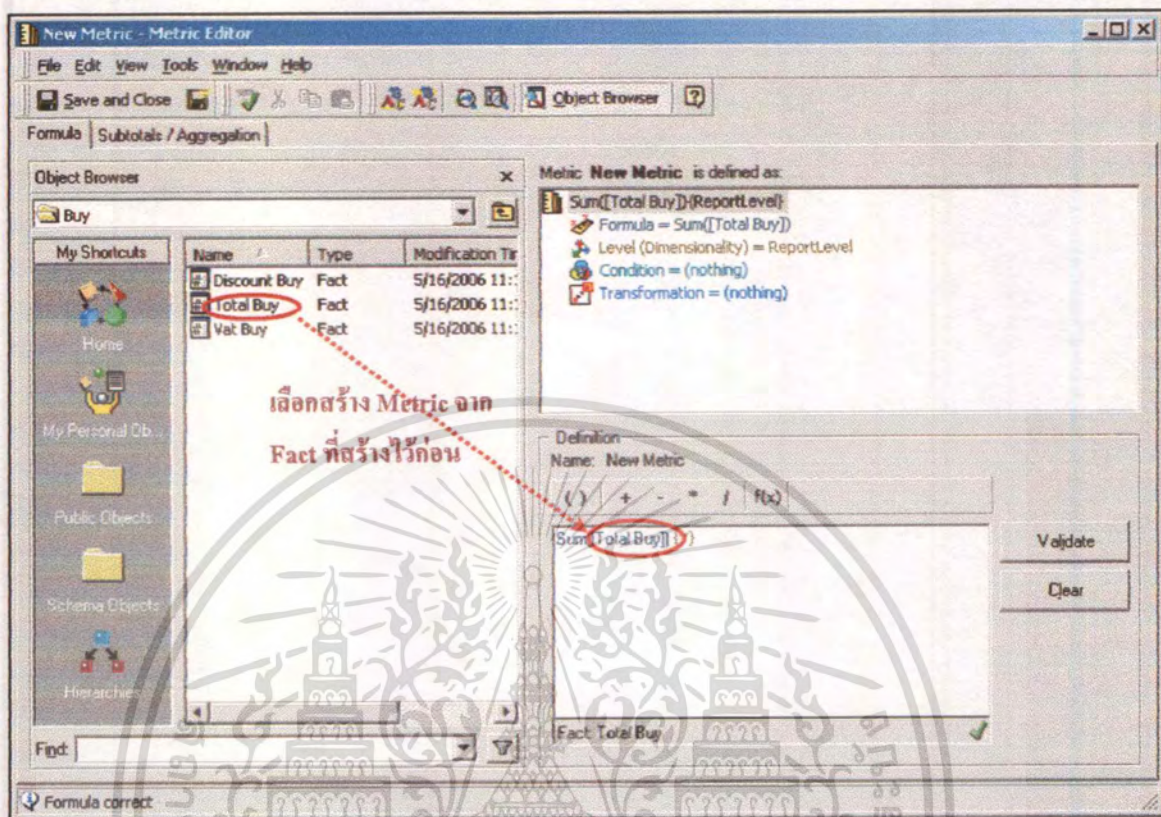 New Metric - Metric Editor
File Edit View Tools Window Help
Save and Close Object Browser
Formula Subtotals / Aggregation
Object Browser
Buy
My Shortcuts
Home
My Personal Ob...
Public Objects
Schema Objects
Hierarchies
Name Type Modification Tir
Discount Buy Fact 5/16/2006 11:
Total Buy Fact 5/16/2006 11:
Vat Buy Fact 5/16/2006 11:
เลือกสร้าง Metric จาก
Fact ที่สร้างไว้ก่อน
Find:
Metric New Metric is defined as:
Sum([Total Buy]){ReportLevel}
Formula = Sum([Total Buy])
Level (Dimensionality) = ReportLevel
Condition = (nothing)
Transformation = (nothing)
Definition
Name: New Metric
( ) + - * / f(x)
Sum([Total Buy])
Validate
Clear
Fact: Total Buy
Formula correct